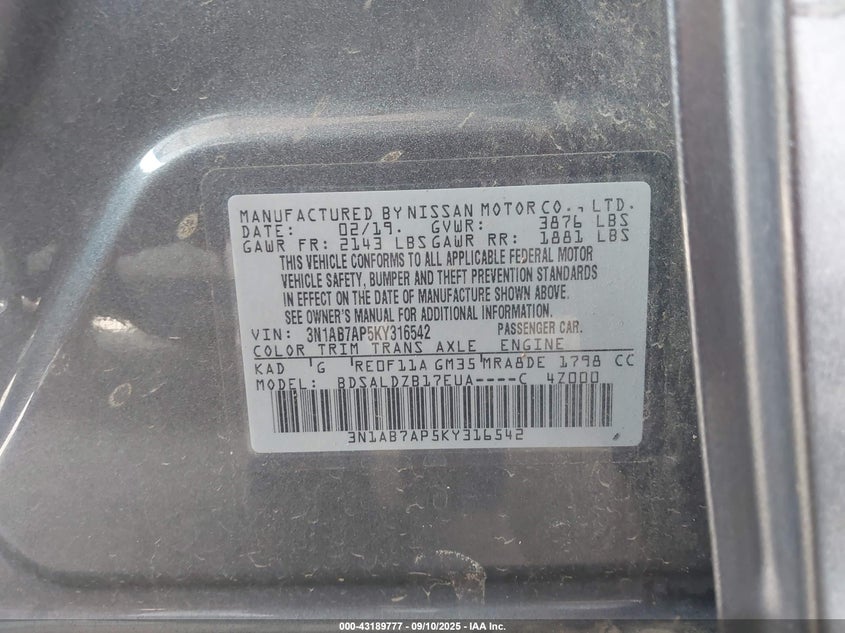 MANUFACTURED BY NISSAN MOTOR CO., LTD.
DATE: 02/19. GVWR: 3876 LBS
GAWR FR: 2143 LBS GAWR RR: 1881 LBS
THIS VEHICLE CONFORMS TO ALL APPLICABLE FEDERAL MOTOR
VEHICLE SAFETY, BUMPER AND THEFT PREVENTION STANDARDS
IN EFFECT ON THE DATE OF MANUFACTURE SHOWN ABOVE.
SEE OWNER'S MANUAL FOR ADDITIONAL INFORMATION.
VIN: 3N1AB7AP5KY316542 PASSENGER CAR.
COLOR TRIM TRANS AXLE ENGINE
KAD G RE0F11A GM35 MRA8DE 1798 CC
MODEL: BDSALDZB17EUA----C 4Z000
3N1AB7AP5KY316542
000-43189777 - 09/10/2025 - IAA Inc.